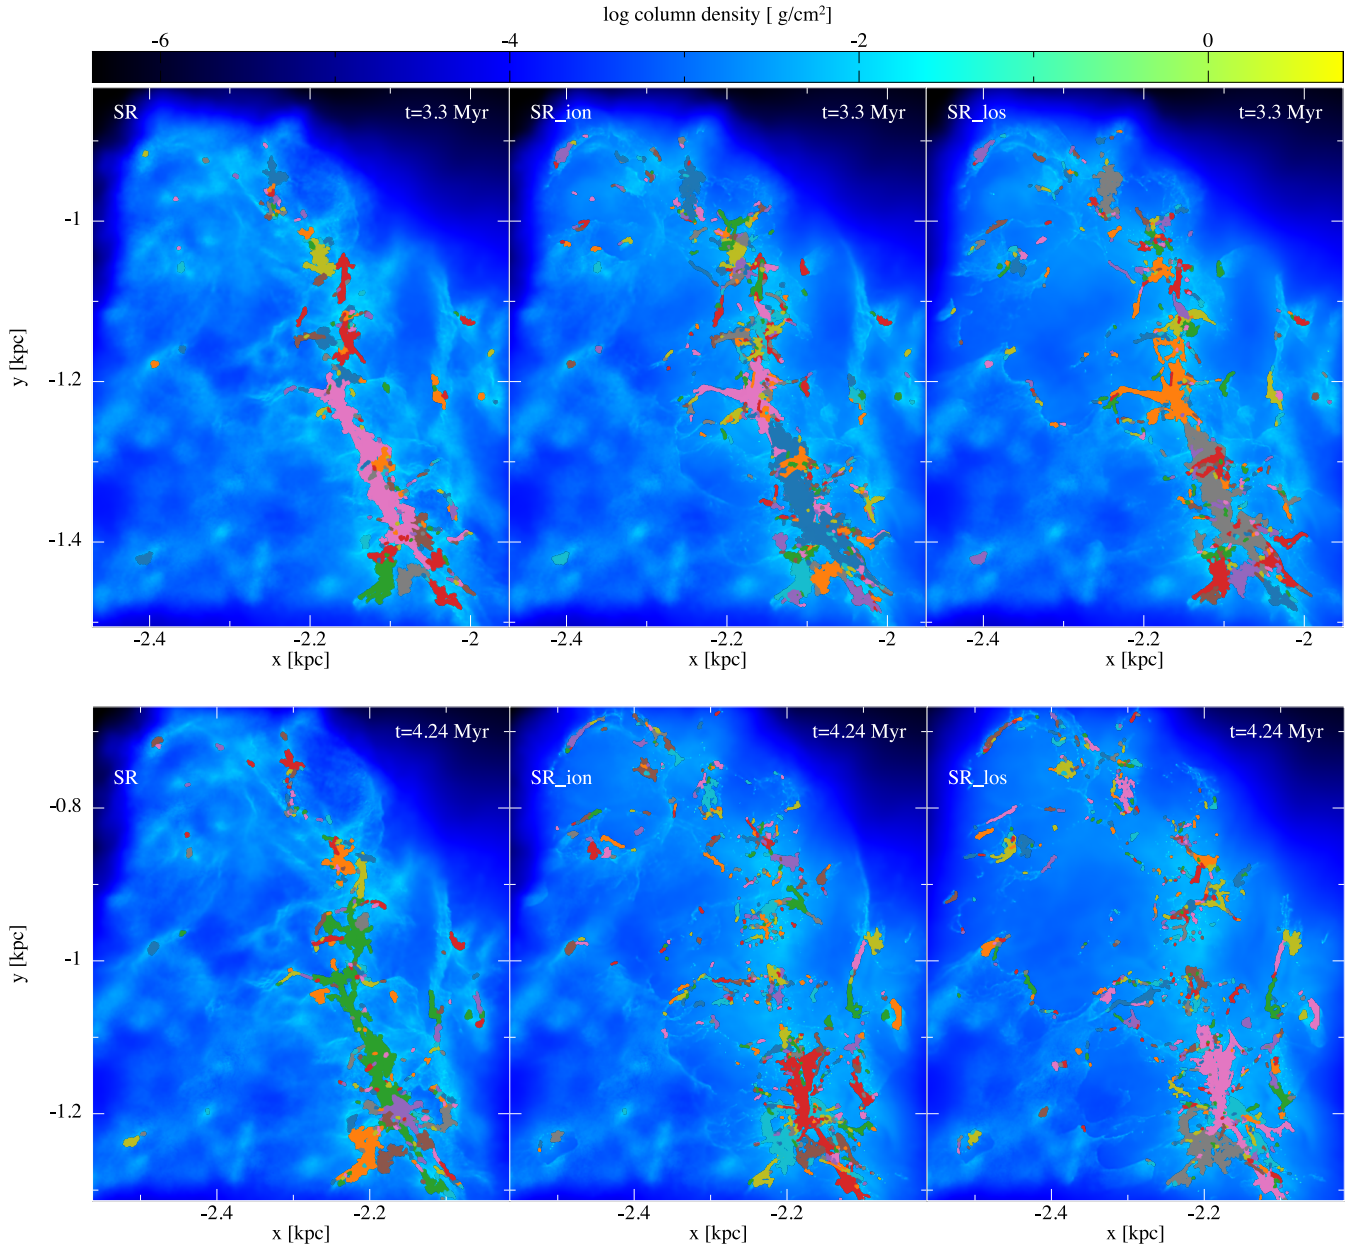 log column density [ g/cm²]
-6 -4 -2 0
SR t=3.3 Myr SR_ion t=3.3 Myr SR_los t=3.3 Myr
-1
-1.2
-1.4
y [kpc]
-2.4 -2.2 -2 -2.4 -2.2 -2 -2.4 -2.2 -2
x [kpc] x [kpc] x [kpc]
t=4.24 Myr t=4.24 Myr t=4.24 Myr
SR SR_ion SR_los
-0.8
-1
-1.2
y [kpc]
-2.4 -2.2 -2.4 -2.2 -2.4 -2.2
x [kpc] x [kpc] x [kpc]